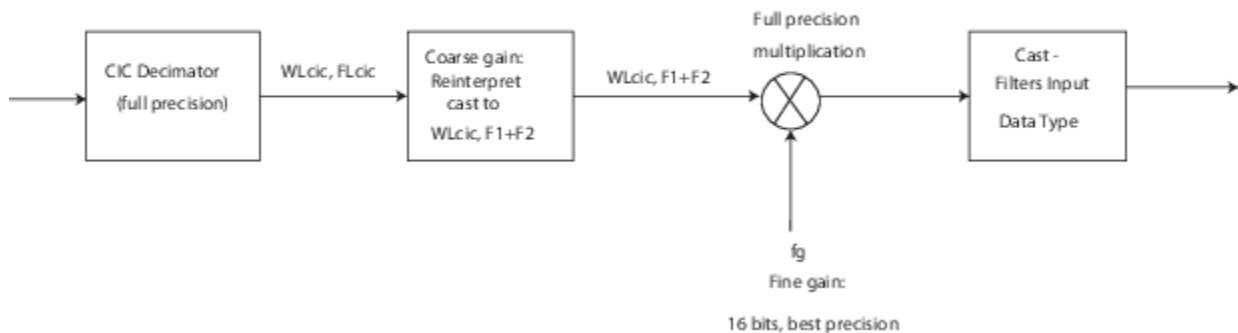 CIC Decimator
(full precision)
WLcic, FLcic
Coarse gain:
Reinterpret
cast to
WLcic, F1+F2
WLcic, F1+F2
Full precision
multiplication
fg
Fine gain:
16 bits, best precision
Cast -
Filters Input
Data Type